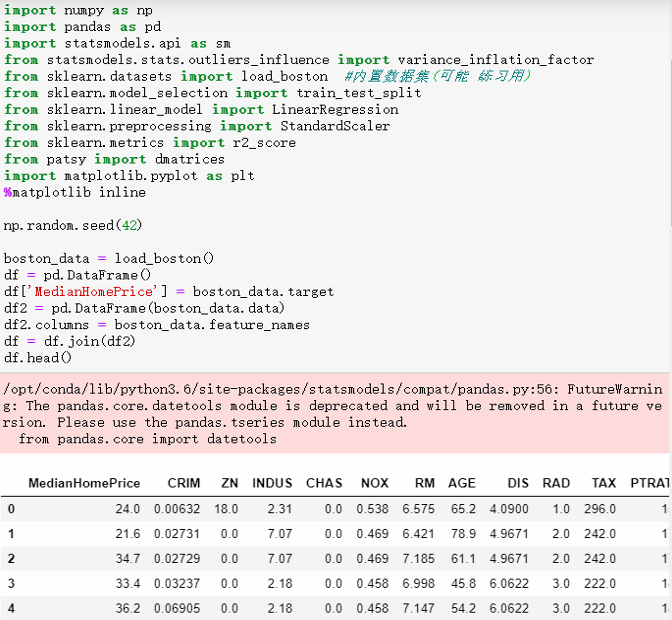 import numpy as np
import pandas as pd
import statsmodels.api as sm
from statsmodels.stats.outliers_influence import variance_inflation_factor
from sklearn.datasets import load_boston  #内置数据集(可能 练习用)
from sklearn.model_selection import train_test_split
from sklearn.linear_model import LinearRegression
from sklearn.preprocessing import StandardScaler
from sklearn.metrics import r2_score
from patsy import dmatrices
import matplotlib.pyplot as plt
%matplotlib inline
np.random.seed(42)
boston_data = load_boston()
df = pd.DataFrame()
df['MedianHomePrice'] = boston_data.target
df2 = pd.DataFrame(boston_data.data)
df2.columns = boston_data.feature_names
df = df.join(df2)
df.head()
/opt/conda/lib/python3.6/site-packages/statsmodels/compat/pandas.py:56: FutureWarnin
g: The pandas.core.datetools module is deprecated and will be removed in a future ve
rsion. Please use the pandas.tseries module instead.
from pandas.core import datetools
MedianHomePrice CRIM ZN INDUS CHAS NOX RM AGE DIS RAD TAX PTRAT
0 24.0 0.00632 18.0 2.31 0.0 0.538 6.575 65.2 4.0900 1.0 296.0 1
1 21.6 0.02731 0.0 7.07 0.0 0.469 6.421 78.9 4.9671 2.0 242.0 1
2 34.7 0.02729 0.0 7.07 0.0 0.469 7.185 61.1 4.9671 2.0 242.0 1
3 33.4 0.03237 0.0 2.18 0.0 0.458 6.998 45.8 6.0622 3.0 222.0 1
4 36.2 0.06905 0.0 2.18 0.0 0.458 7.147 54.2 6.0622 3.0 222.0 1